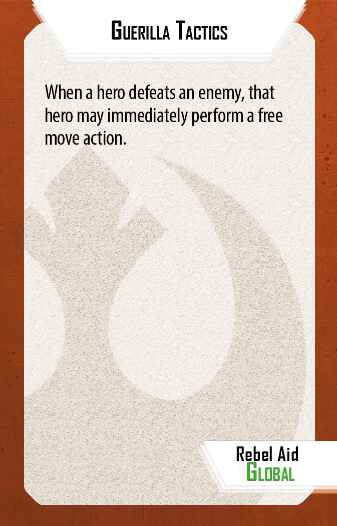 Guerilla Tactics
When a hero defeats an enemy, that
hero may immediately perform a free
move action.
Rebel Aid
Global